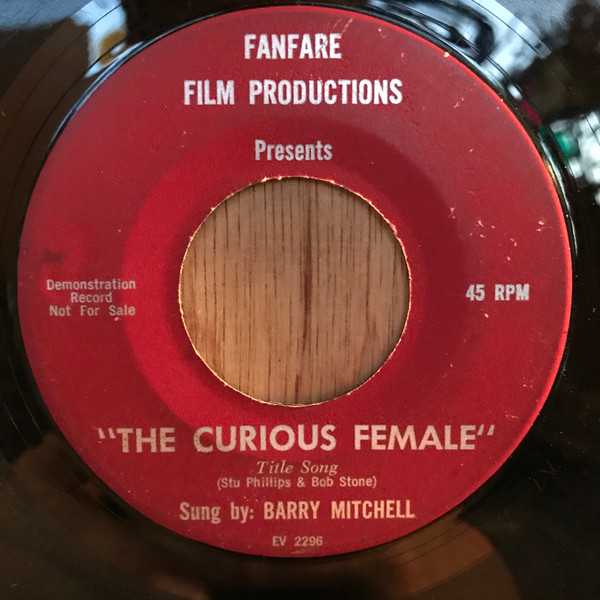 FANFARE
FILM PRODUCTIONS
Presents
Demonstration
Record
Not For Sale
45 RPM
"THE CURIOUS FEMALE"
Title Song
(Stu Phillips & Bob Stone)
Sung by: BARRY MITCHELL
EV 2296